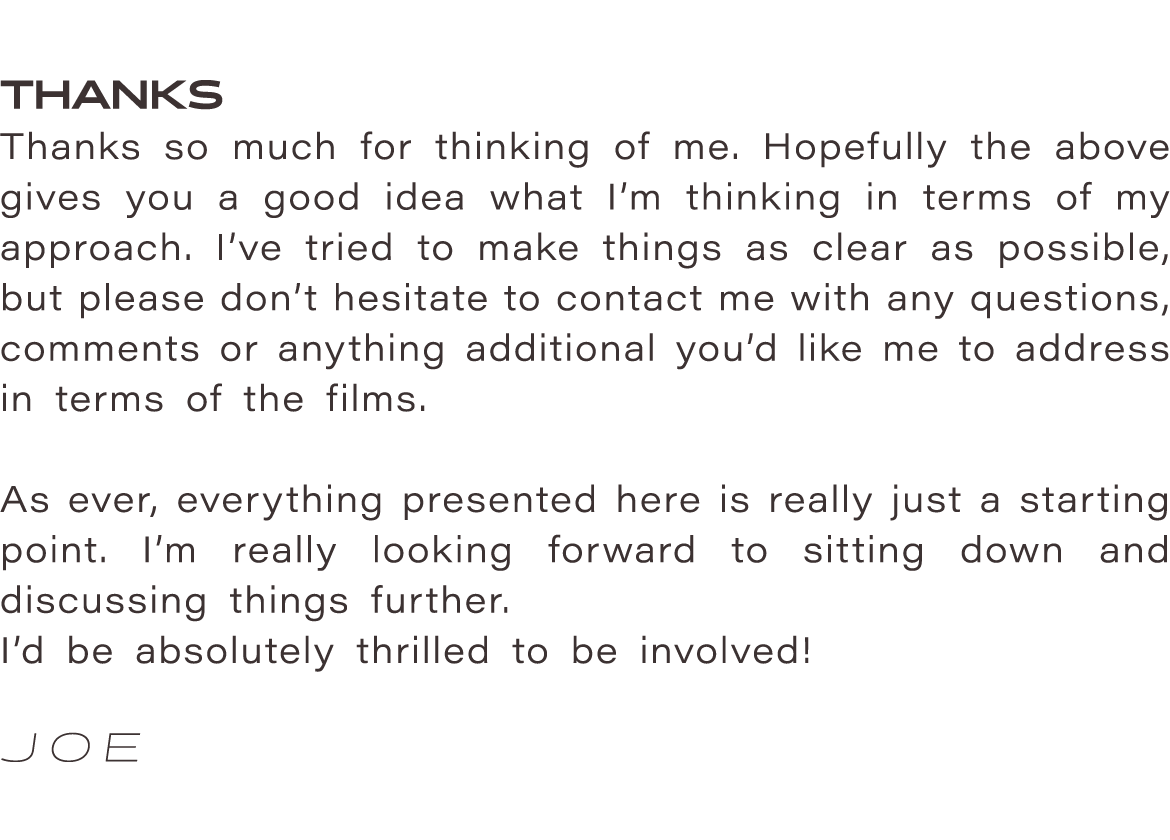 THANKS
Thanks so much for thinking of me. Hopefully the above
gives you a good idea what I’m thinking in terms of my
approach. I’ve tried to make things as clear as possible,
but please don’t hesitate to contact me with any questions,
comments or anything additional you’d like me to address
in terms of the films.
As ever, everything presented here is really just a starting
point. I’m really looking forward to sitting down and
discussing things further.
I’d be absolutely thrilled to be involved!
JOE